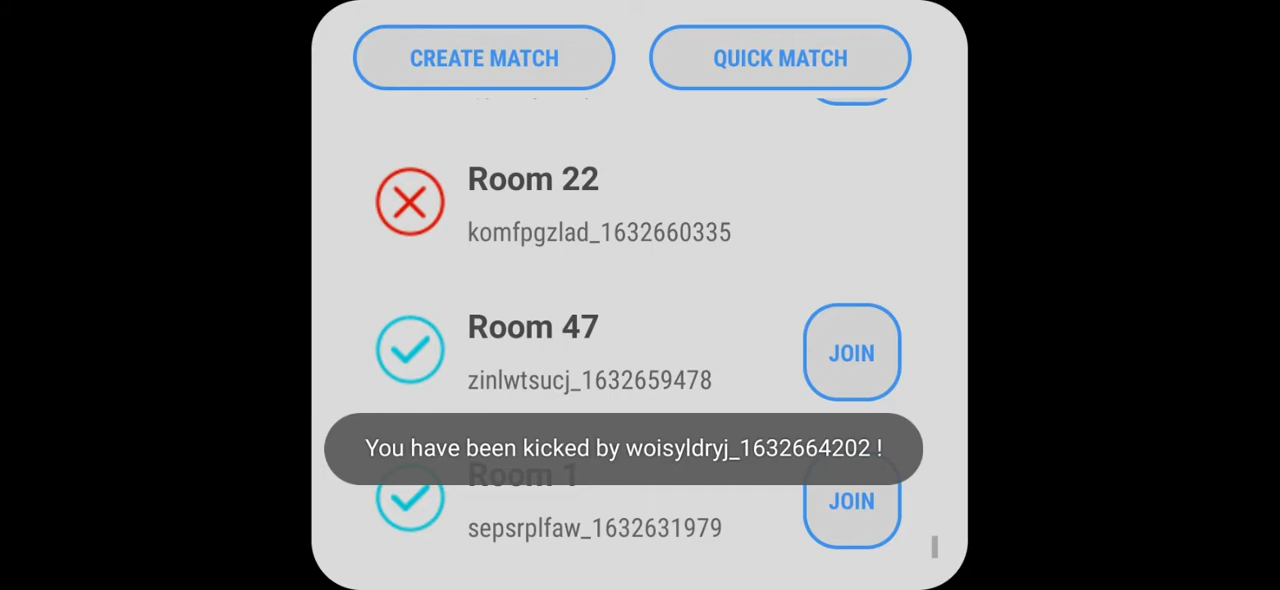 CREATE MATCH
QUICK MATCH
Room 22
komfpgzlad_1632660335
Room 47
zinlwtsucj_1632659478
JOIN
You have been kicked by woisyldryj_1632664202 !
Room 1
sepsrplfaw_1632631979
JOIN